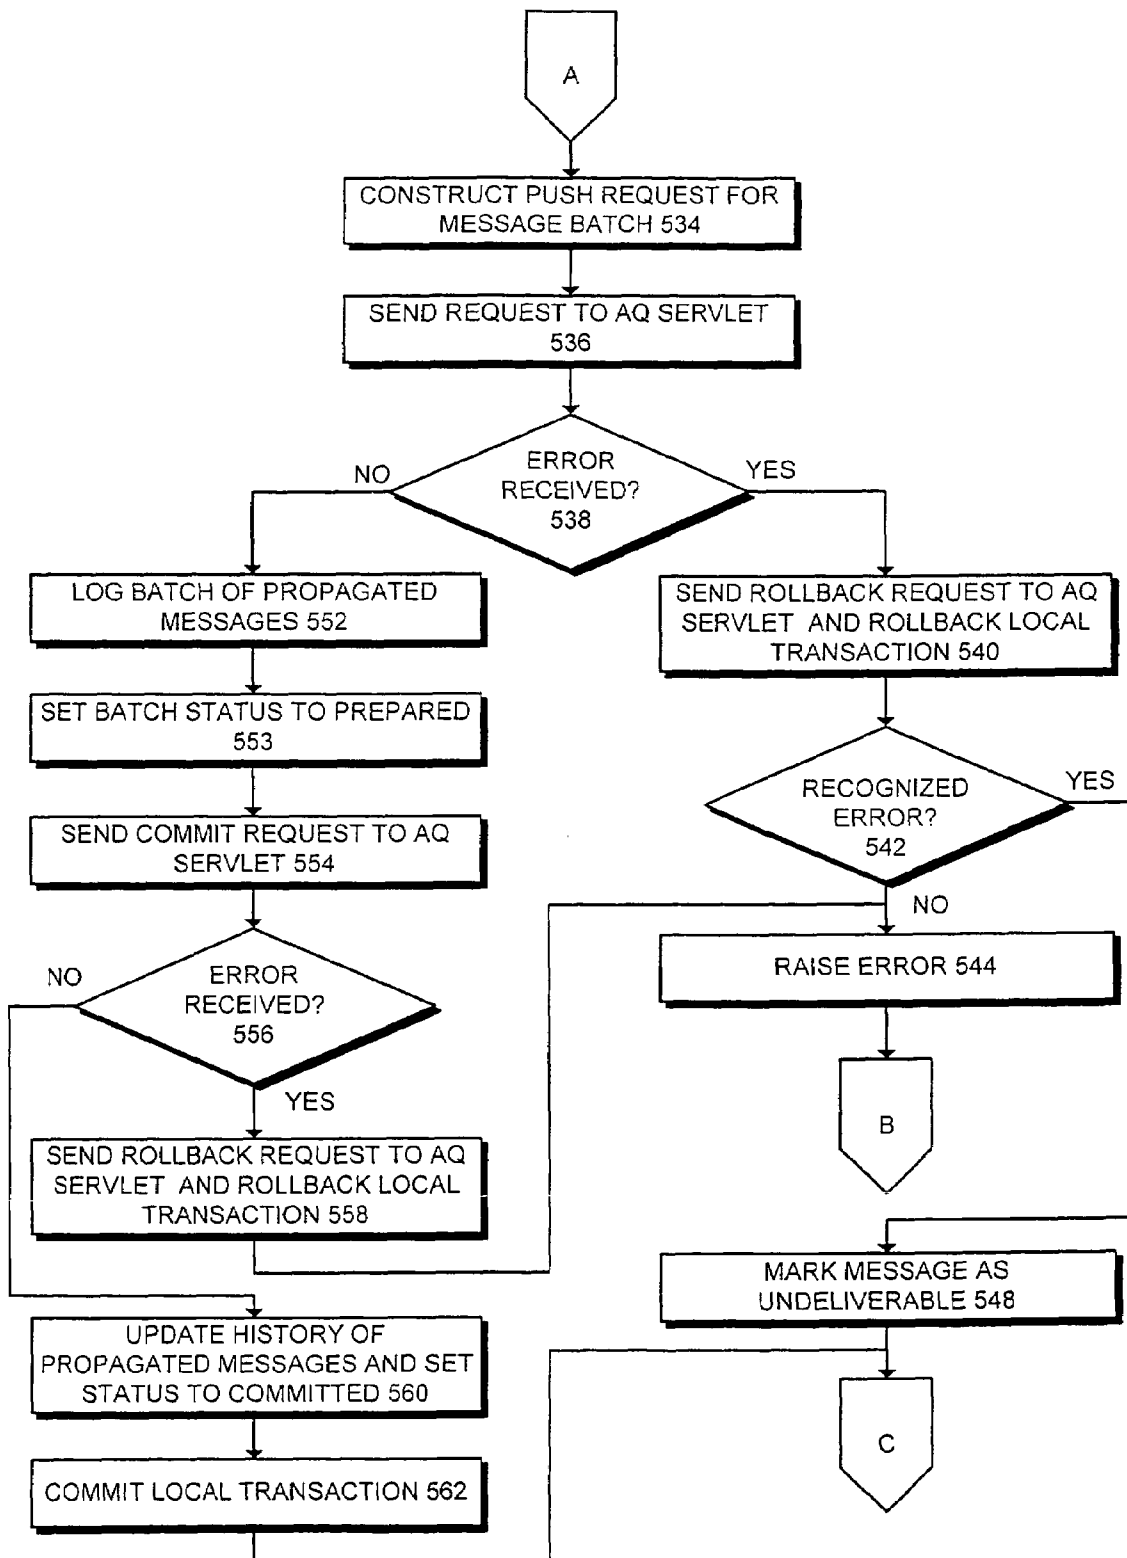 A
CONSTRUCT PUSH REQUEST FOR
MESSAGE BATCH 534
SEND REQUEST TO AQ SERVLET
536
ERROR
RECEIVED?
538
NO
YES
LOG BATCH OF PROPAGATED
MESSAGES 552
SET BATCH STATUS TO PREPARED
553
SEND COMMIT REQUEST TO AQ
SERVLET 554
ERROR
RECEIVED?
556
NO
YES
SEND ROLLBACK REQUEST TO AQ
SERVLET AND ROLLBACK LOCAL
TRANSACTION 558
UPDATE HISTORY OF
PROPAGATED MESSAGES AND SET
STATUS TO COMMITTED 560
COMMIT LOCAL TRANSACTION 562
SEND ROLLBACK REQUEST TO AQ
SERVLET AND ROLLBACK LOCAL
TRANSACTION 540
RECOGNIZED
ERROR?
542
YES
NO
RAISE ERROR 544
B
MARK MESSAGE AS
UNDELIVERABLE 548
C